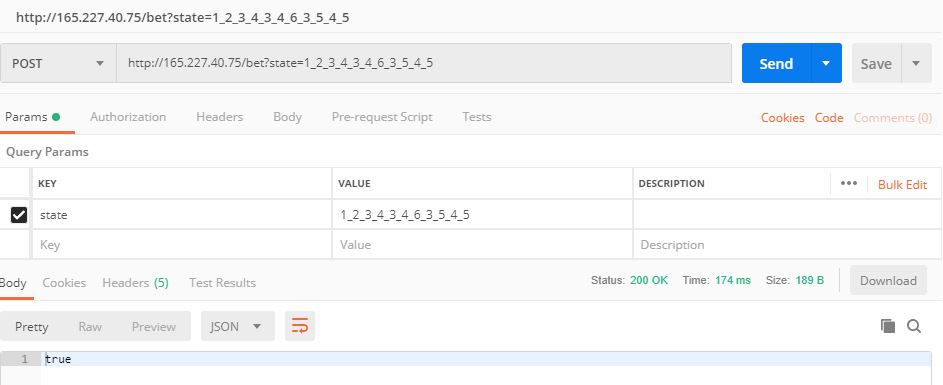 http://165.227.40.75/bet?state=1_2_3_4_3_4_6_3_5_4_5
POST http://165.227.40.75/bet?state=1_2_3_4_3_4_6_3_5_4_5 Send Save
Params Authorization Headers Body Pre-request Script Tests Cookies Code Comments (0)
Query Params
KEY VALUE DESCRIPTION ••• Bulk Edit
state 1_2_3_4_3_4_6_3_5_4_5
Key Value Description
Body Cookies Headers (5) Test Results Status: 200 OK Time: 174 ms Size: 189 B Download
Pretty Raw Preview JSON
1 true